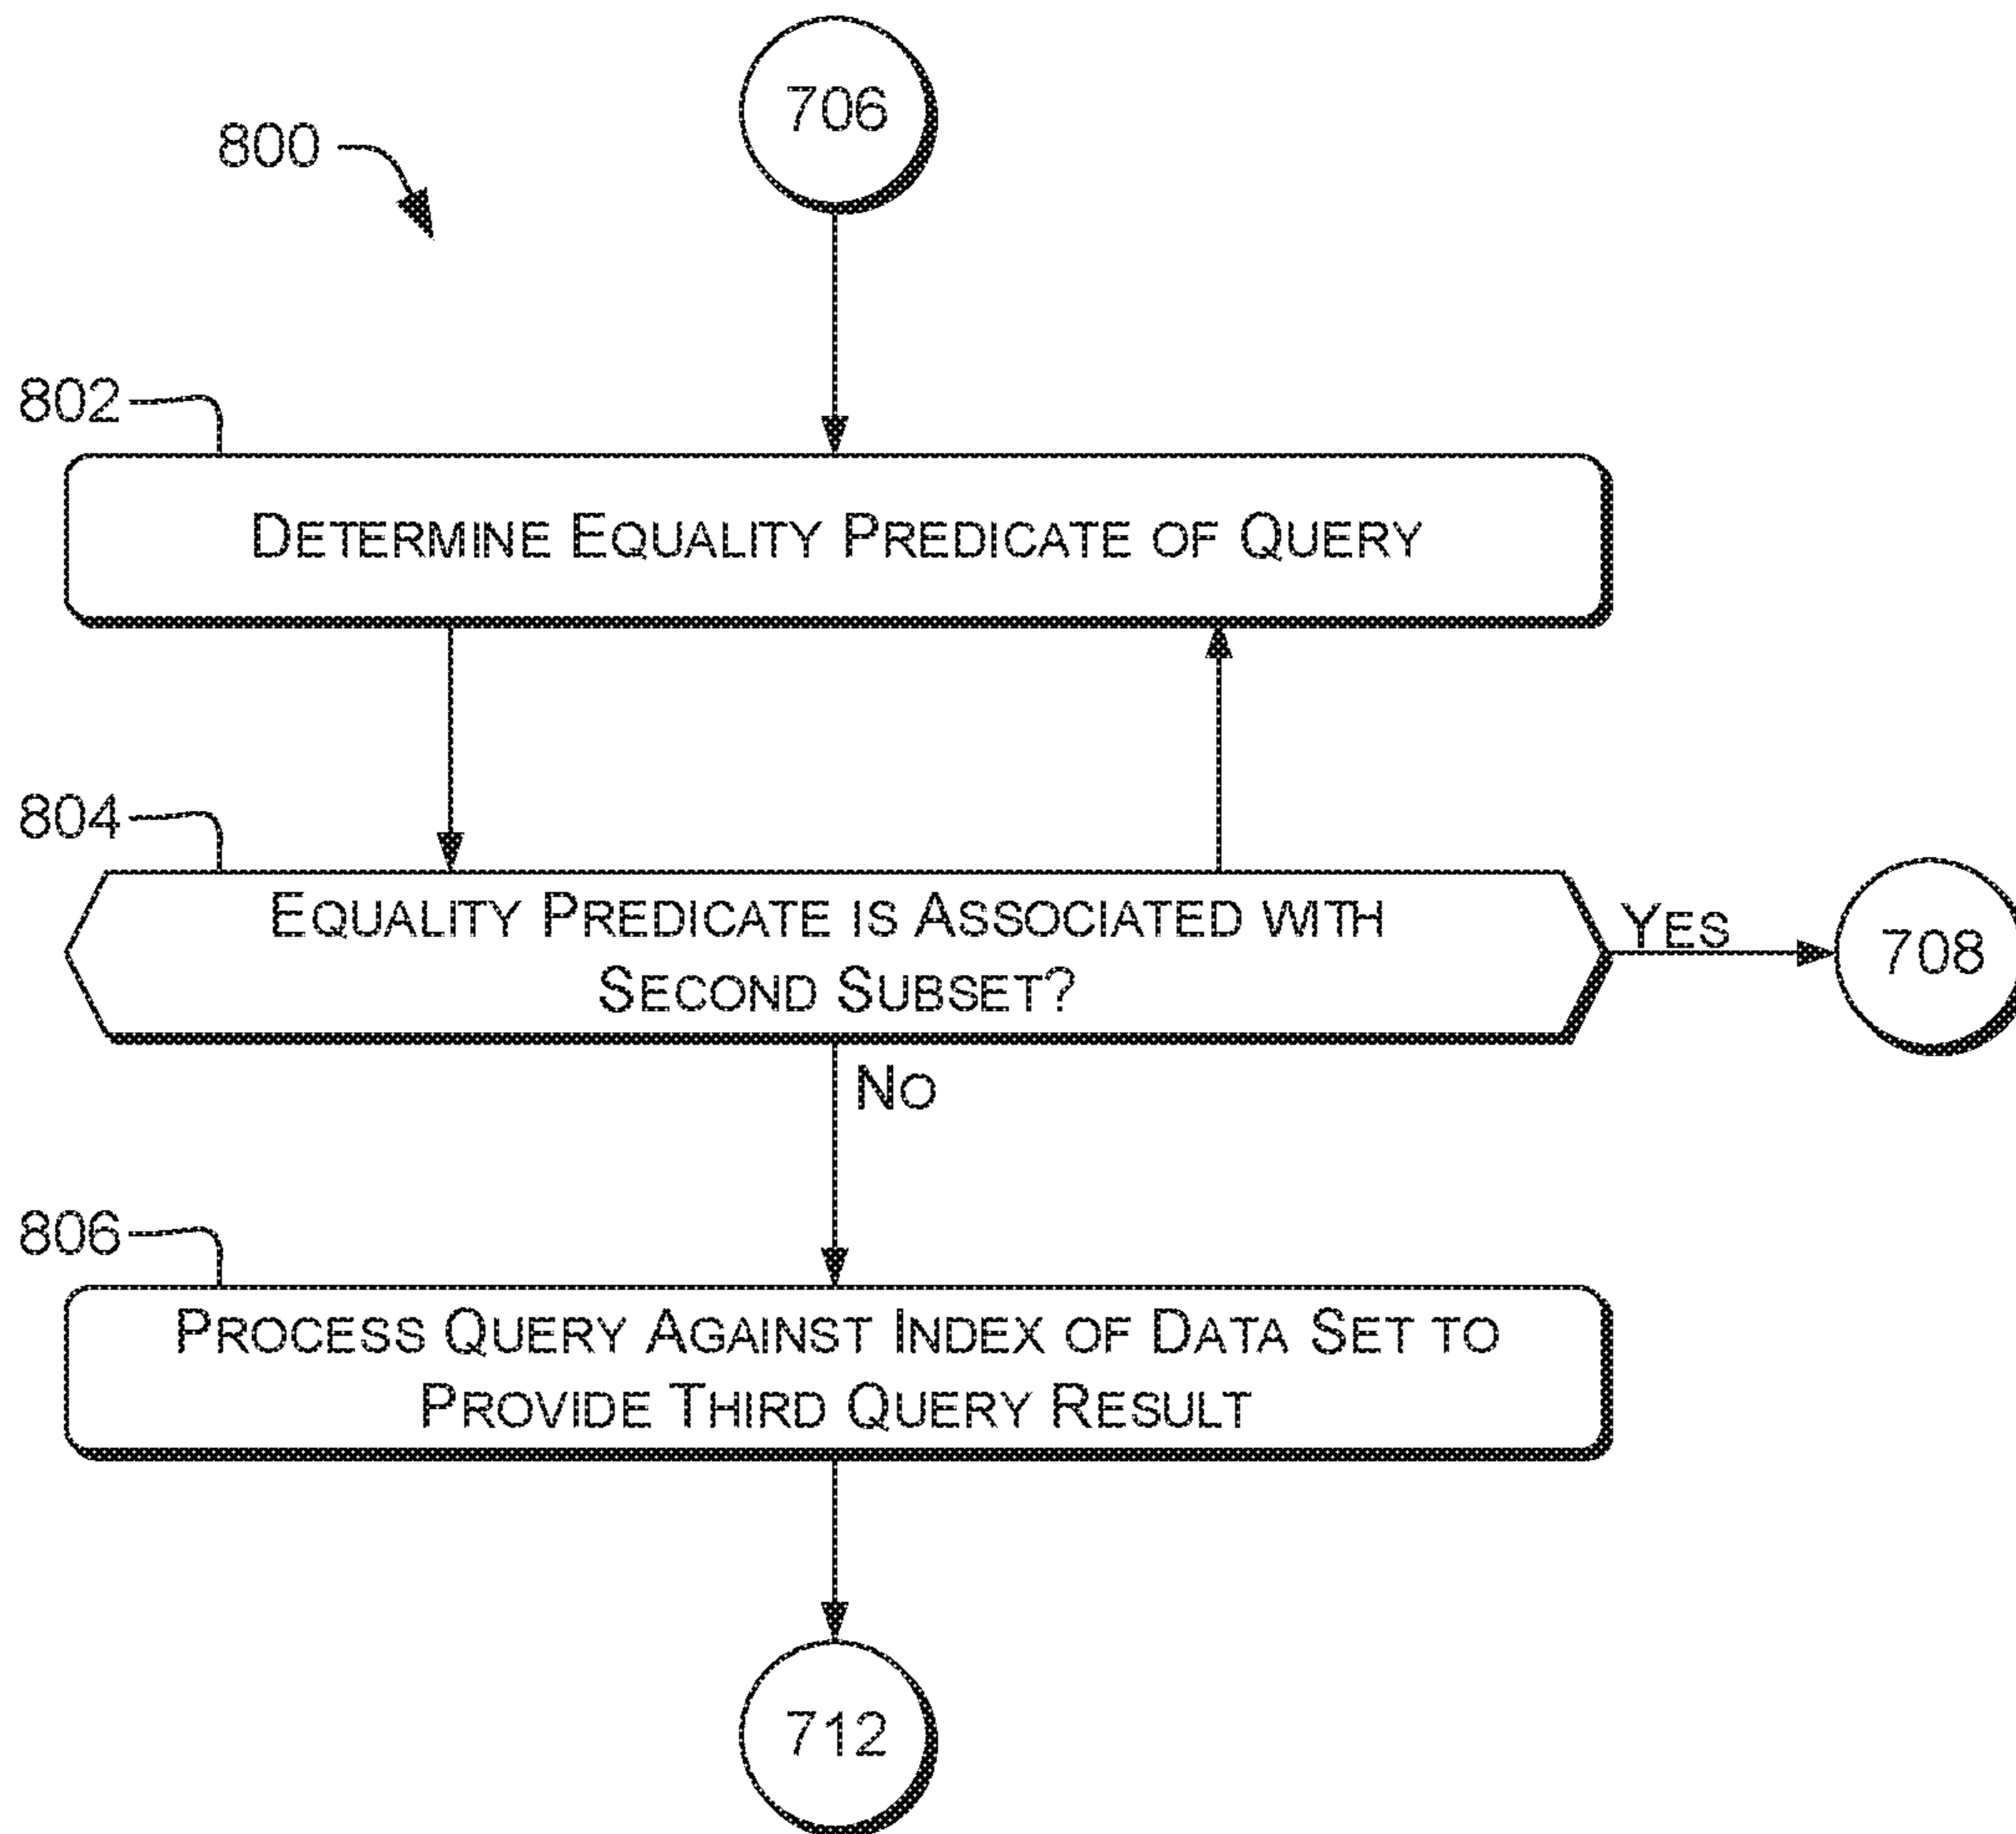 706
800
802
DETERMINE EQUALITY PREDICATE OF QUERY
804
EQUALITY PREDICATE IS ASSOCIATED WITH
SECOND SUBSET?
YES
708
NO
806
PROCESS QUERY AGAINST INDEX OF DATA SET TO
PROVIDE THIRD QUERY RESULT
712